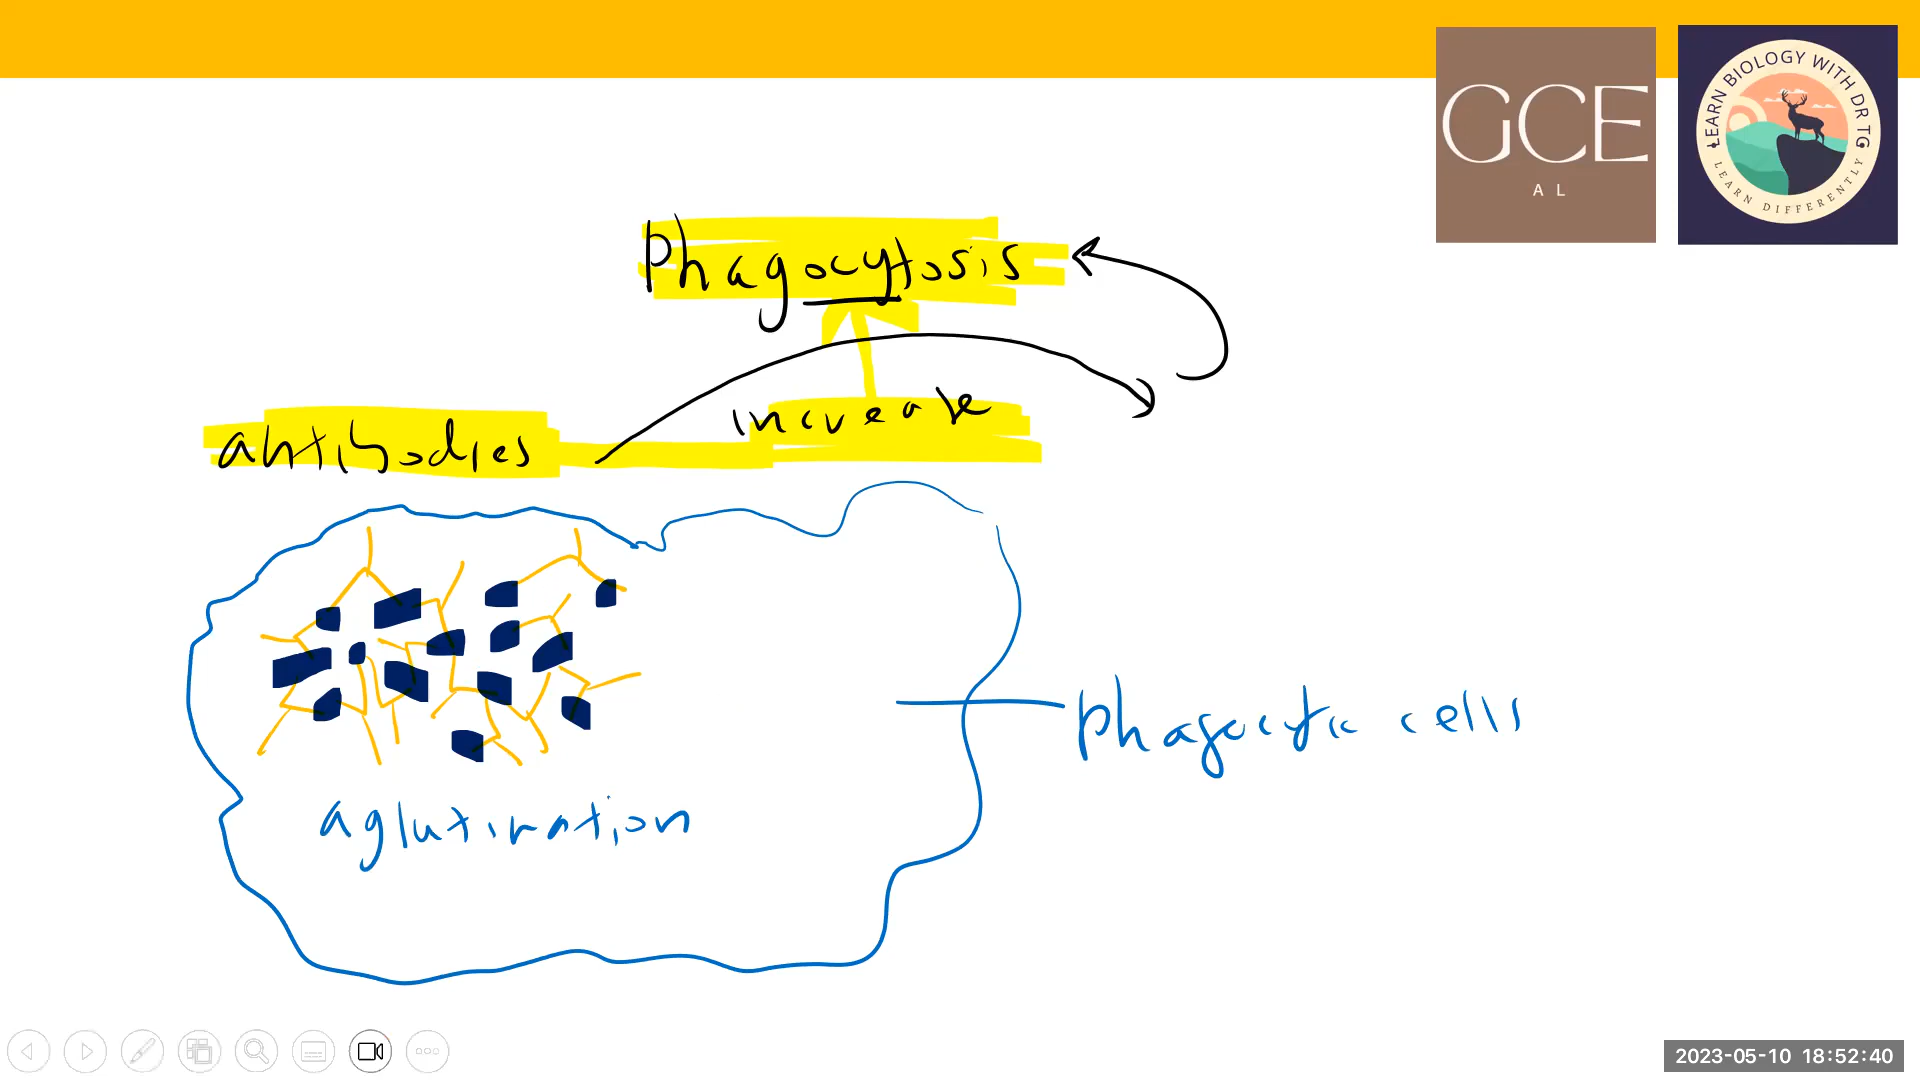 GCE
AL
LEARN BIOLOGY WITH DR TG
LEARN DIFFERENTLY
Phagocytosis
increase
antibodies
phagocytic cells
aglutination
2023-05-10 18:52:40